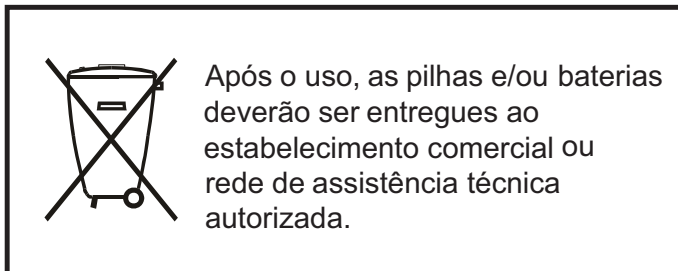 Após o uso, as pilhas e/ou baterias
deverão ser entregues ao
estabelecimento comercial ou
rede de assistência técnica
autorizada.